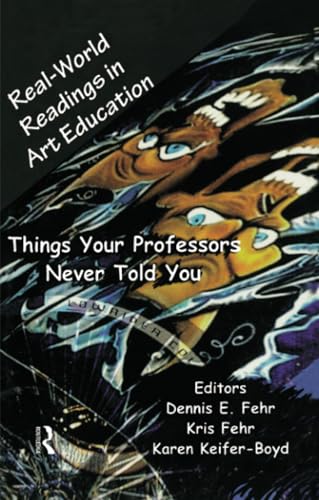 Real-World
Readings in
Art Education
Things Your Professors
Never Told You
Editors
Dennis E. Fehr
Kris Fehr
Karen Keifer-Boyd